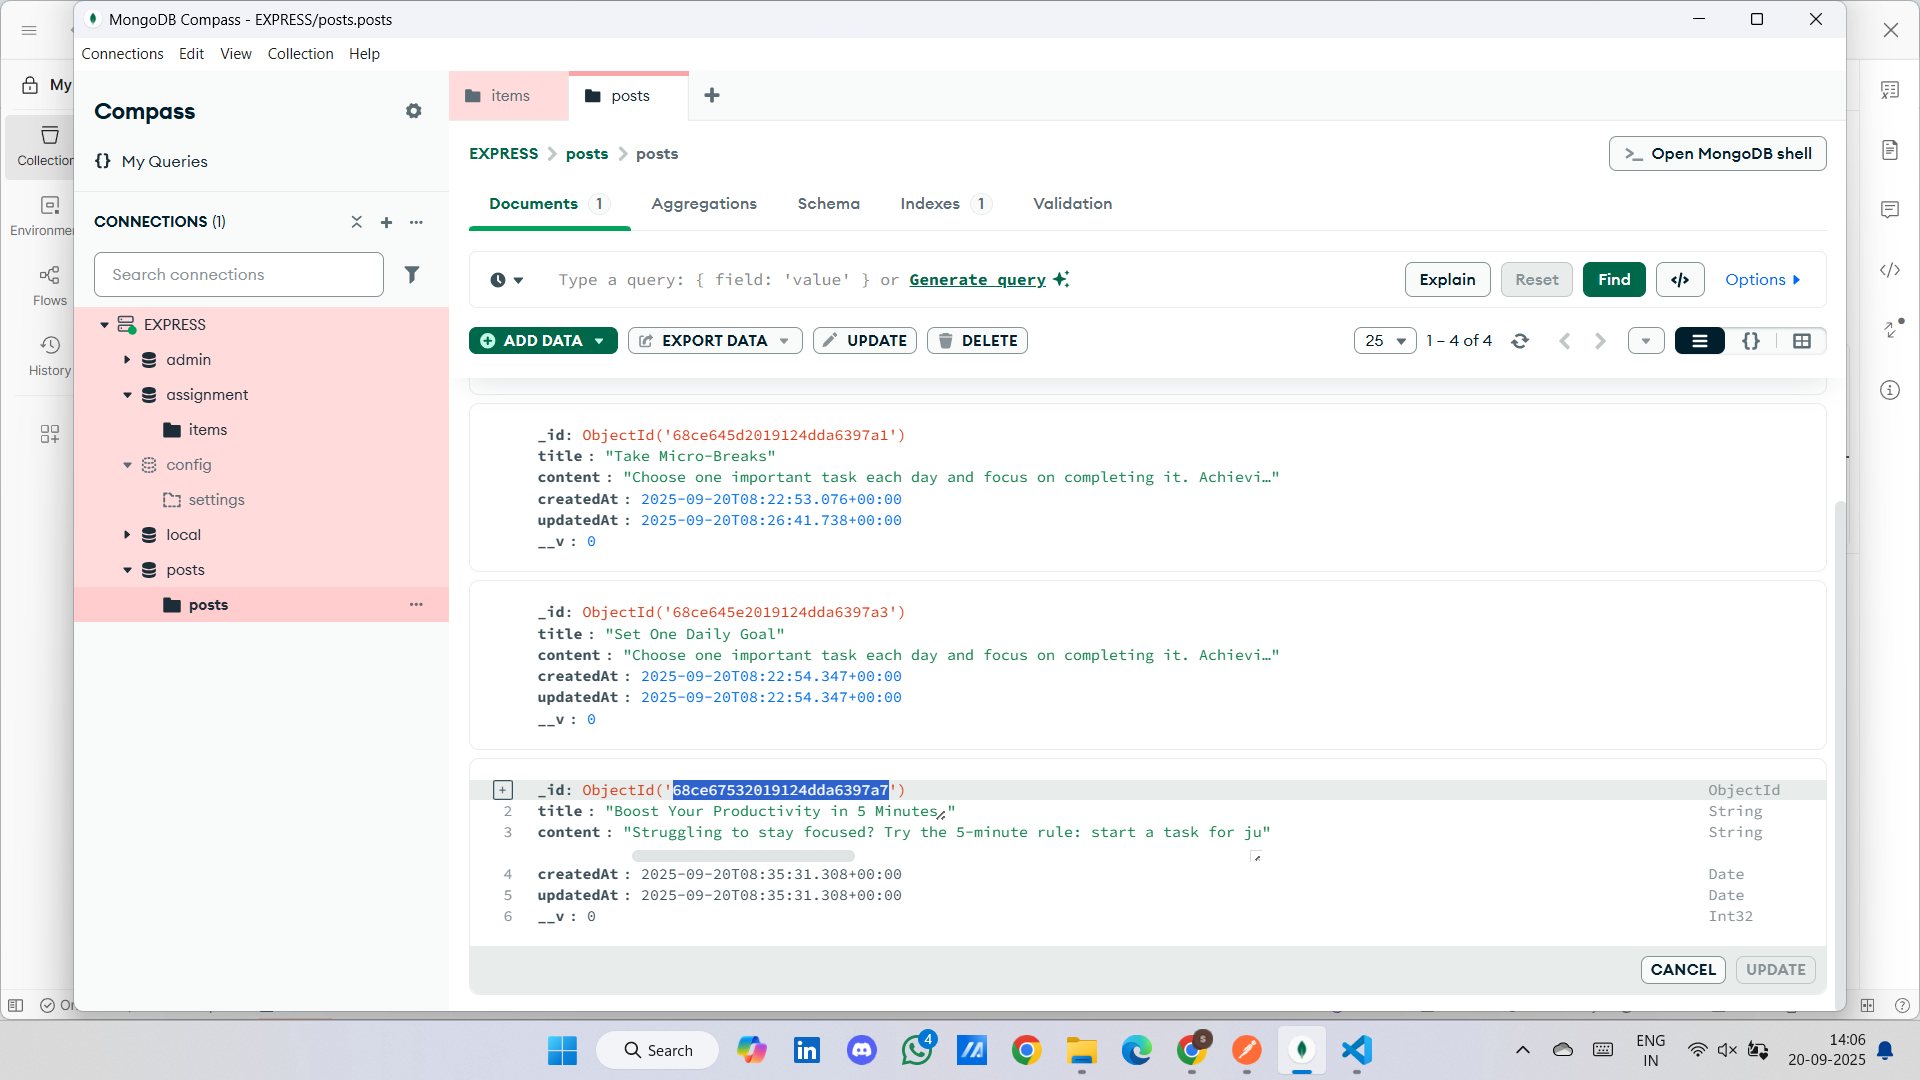 MongoDB Compass - EXPRESS/posts.posts
Connections Edit View Collection Help
My
Collection
Environme
Flows
History
Compass
{} My Queries
CONNECTIONS (1)
Search connections
EXPRESS
admin
assignment
items
config
settings
local
posts
posts
items
posts
EXPRESS > posts > posts
>_ Open MongoDB shell
Documents 1 Aggregations Schema Indexes 1 Validation
Type a query: { field: 'value' } or Generate query
Explain Reset Find </> Options
ADD DATA EXPORT DATA UPDATE DELETE
25 1 – 4 of 4 {}
_id: ObjectId('68ce645d2019124dda6397a1')
title : "Take Micro-Breaks"
content : "Choose one important task each day and focus on completing it. Achievi…"
createdAt : 2025-09-20T08:22:53.076+00:00
updatedAt : 2025-09-20T08:26:41.738+00:00
__v : 0
_id: ObjectId('68ce645e2019124dda6397a3')
title : "Set One Daily Goal"
content : "Choose one important task each day and focus on completing it. Achievi…"
createdAt : 2025-09-20T08:22:54.347+00:00
updatedAt : 2025-09-20T08:22:54.347+00:00
__v : 0
_id: ObjectId('68ce67532019124dda6397a7') ObjectId
2 title : "Boost Your Productivity in 5 Minutes" String
3 content : "Struggling to stay focused? Try the 5-minute rule: start a task for ju" String
4 createdAt : 2025-09-20T08:35:31.308+00:00 Date
5 updatedAt : 2025-09-20T08:35:31.308+00:00 Date
6 __v : 0 Int32
CANCEL UPDATE
Search
4
ENG
IN
14:06
20-09-2025